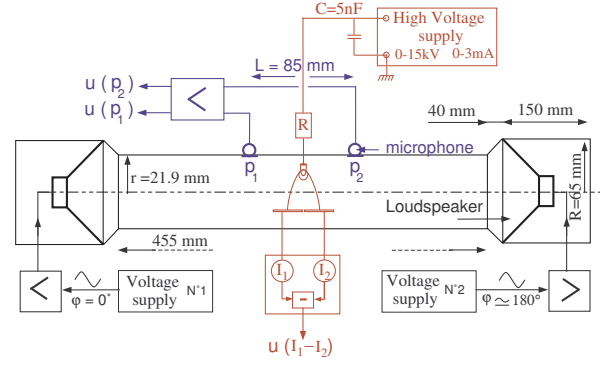 C=5nF
High Voltage
supply
0-15kV 0-3mA
L = 85 mm
u ( p₂ )
u ( p₁ )
<
R
40 mm
150 mm
microphone
p₁
p₂
r =21.9 mm
R=65 mm
Loudspeaker
455 mm
I₁
I₂
<
φ = 0°
Voltage
supply N°1
-
Voltage
supply N°2
φ ≃ 180°
>
u (I₁−I₂)